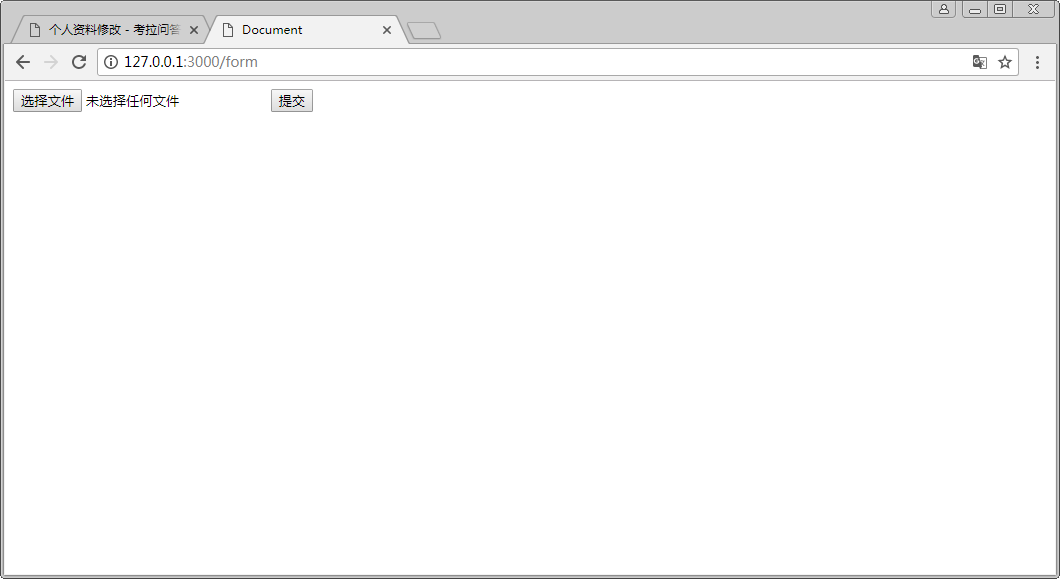 个人资料修改 - 考拉问答
Document
127.0.0.1:3000/form
选择文件 未选择任何文件 提交